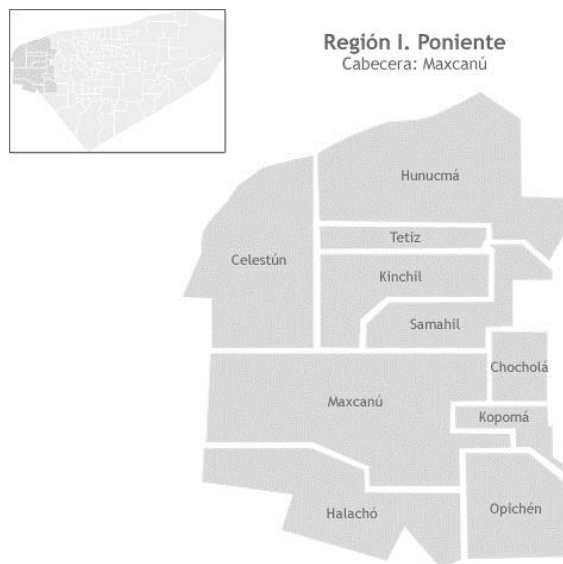 Región I. Poniente
Cabecera: Maxcanú
Hunucmá
Tetiz
Celestún
Kinchil
Samahil
Chocholá
Maxcanú
Kopomá
Halachó
Opichén